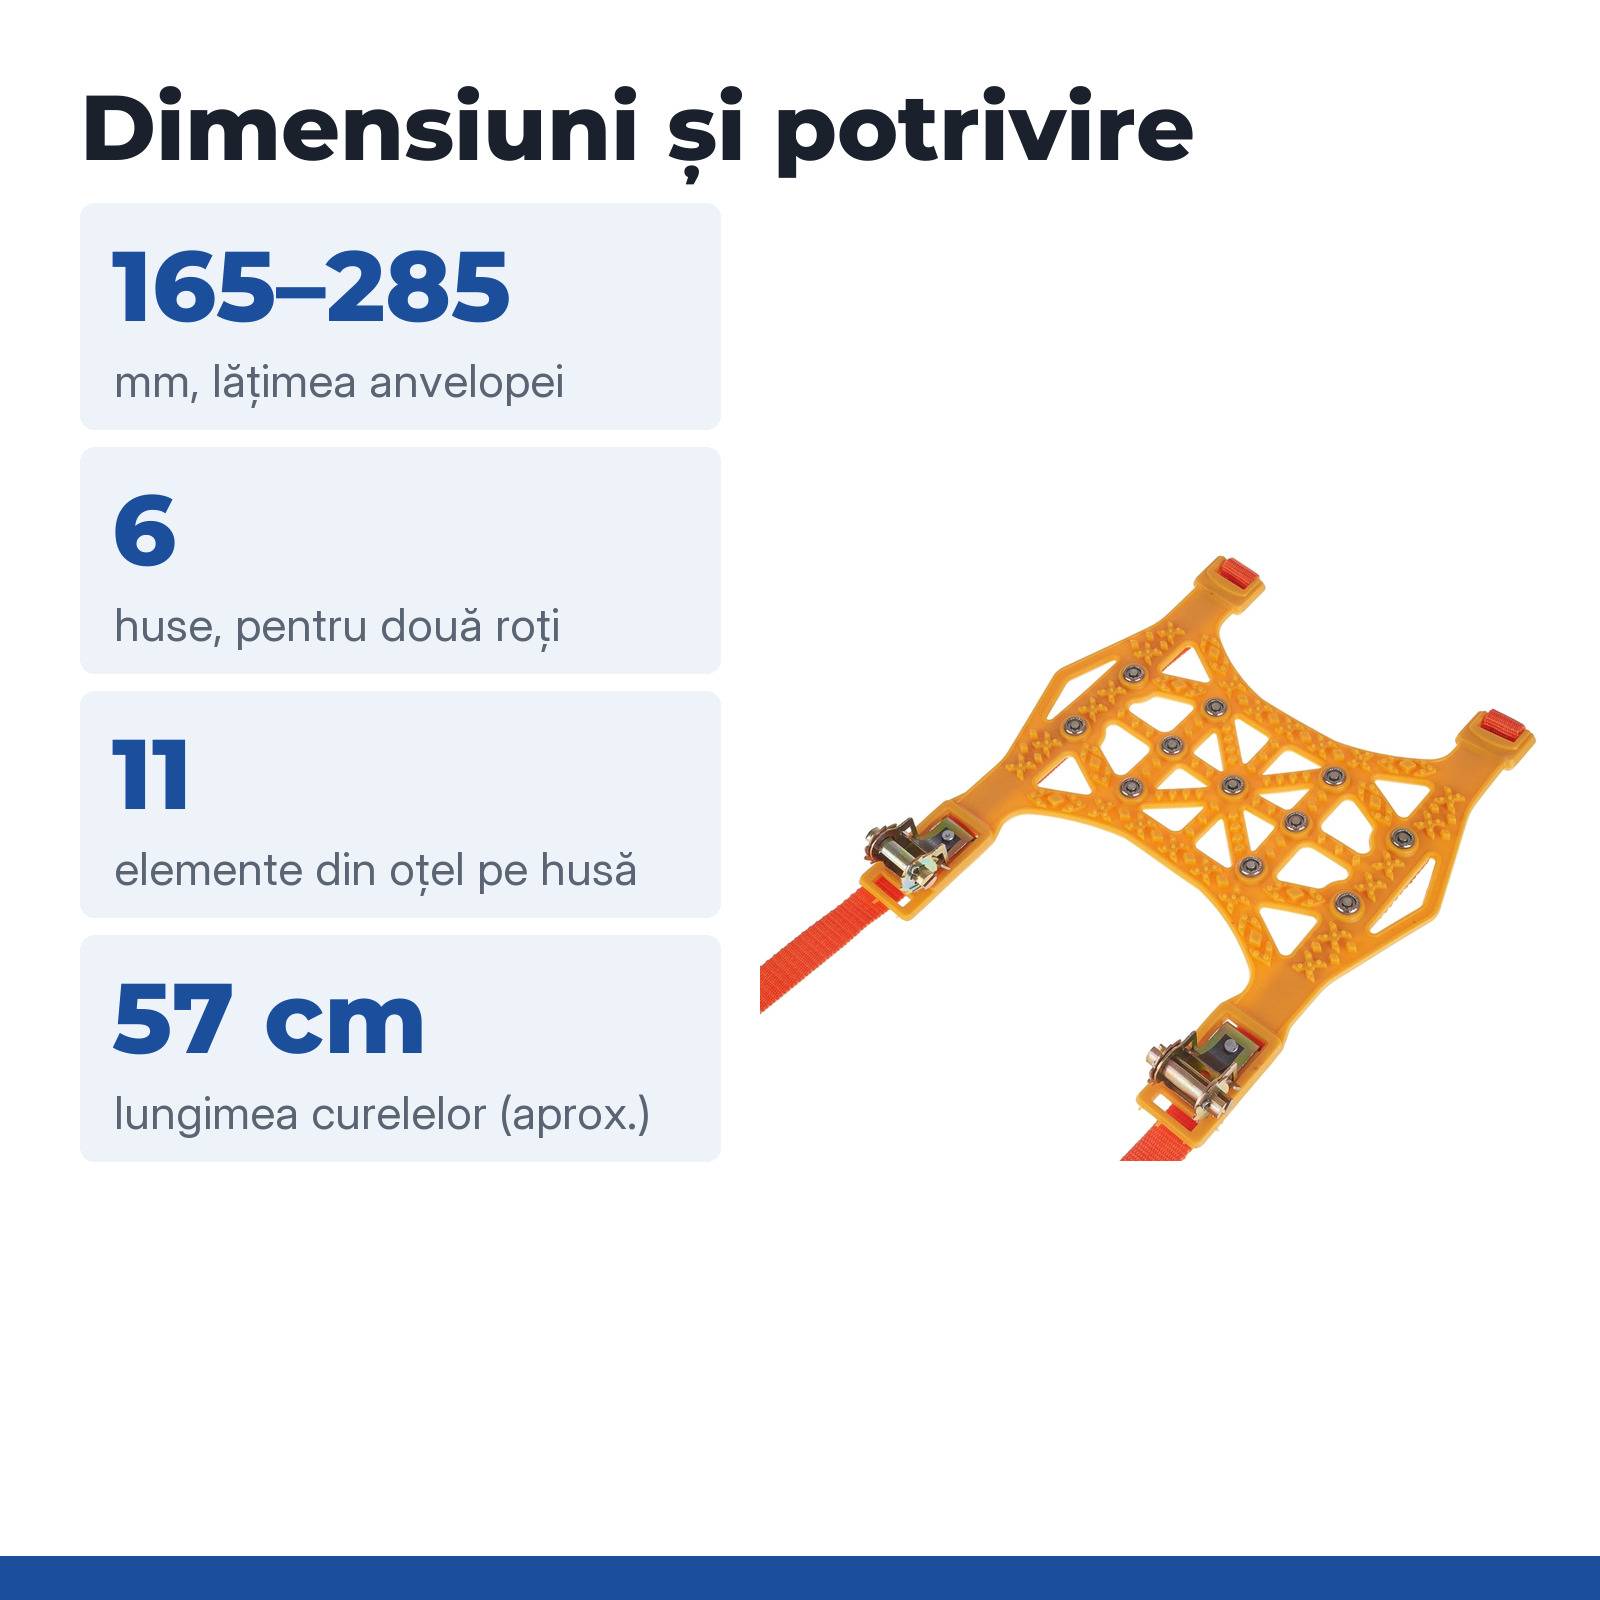 Dimensiuni și potrivire
165–285
mm, lățimea anvelopei
6
huse, pentru două roți
11
elemente din oțel pe husă
57 cm
lungimea curelelor (aprox.)